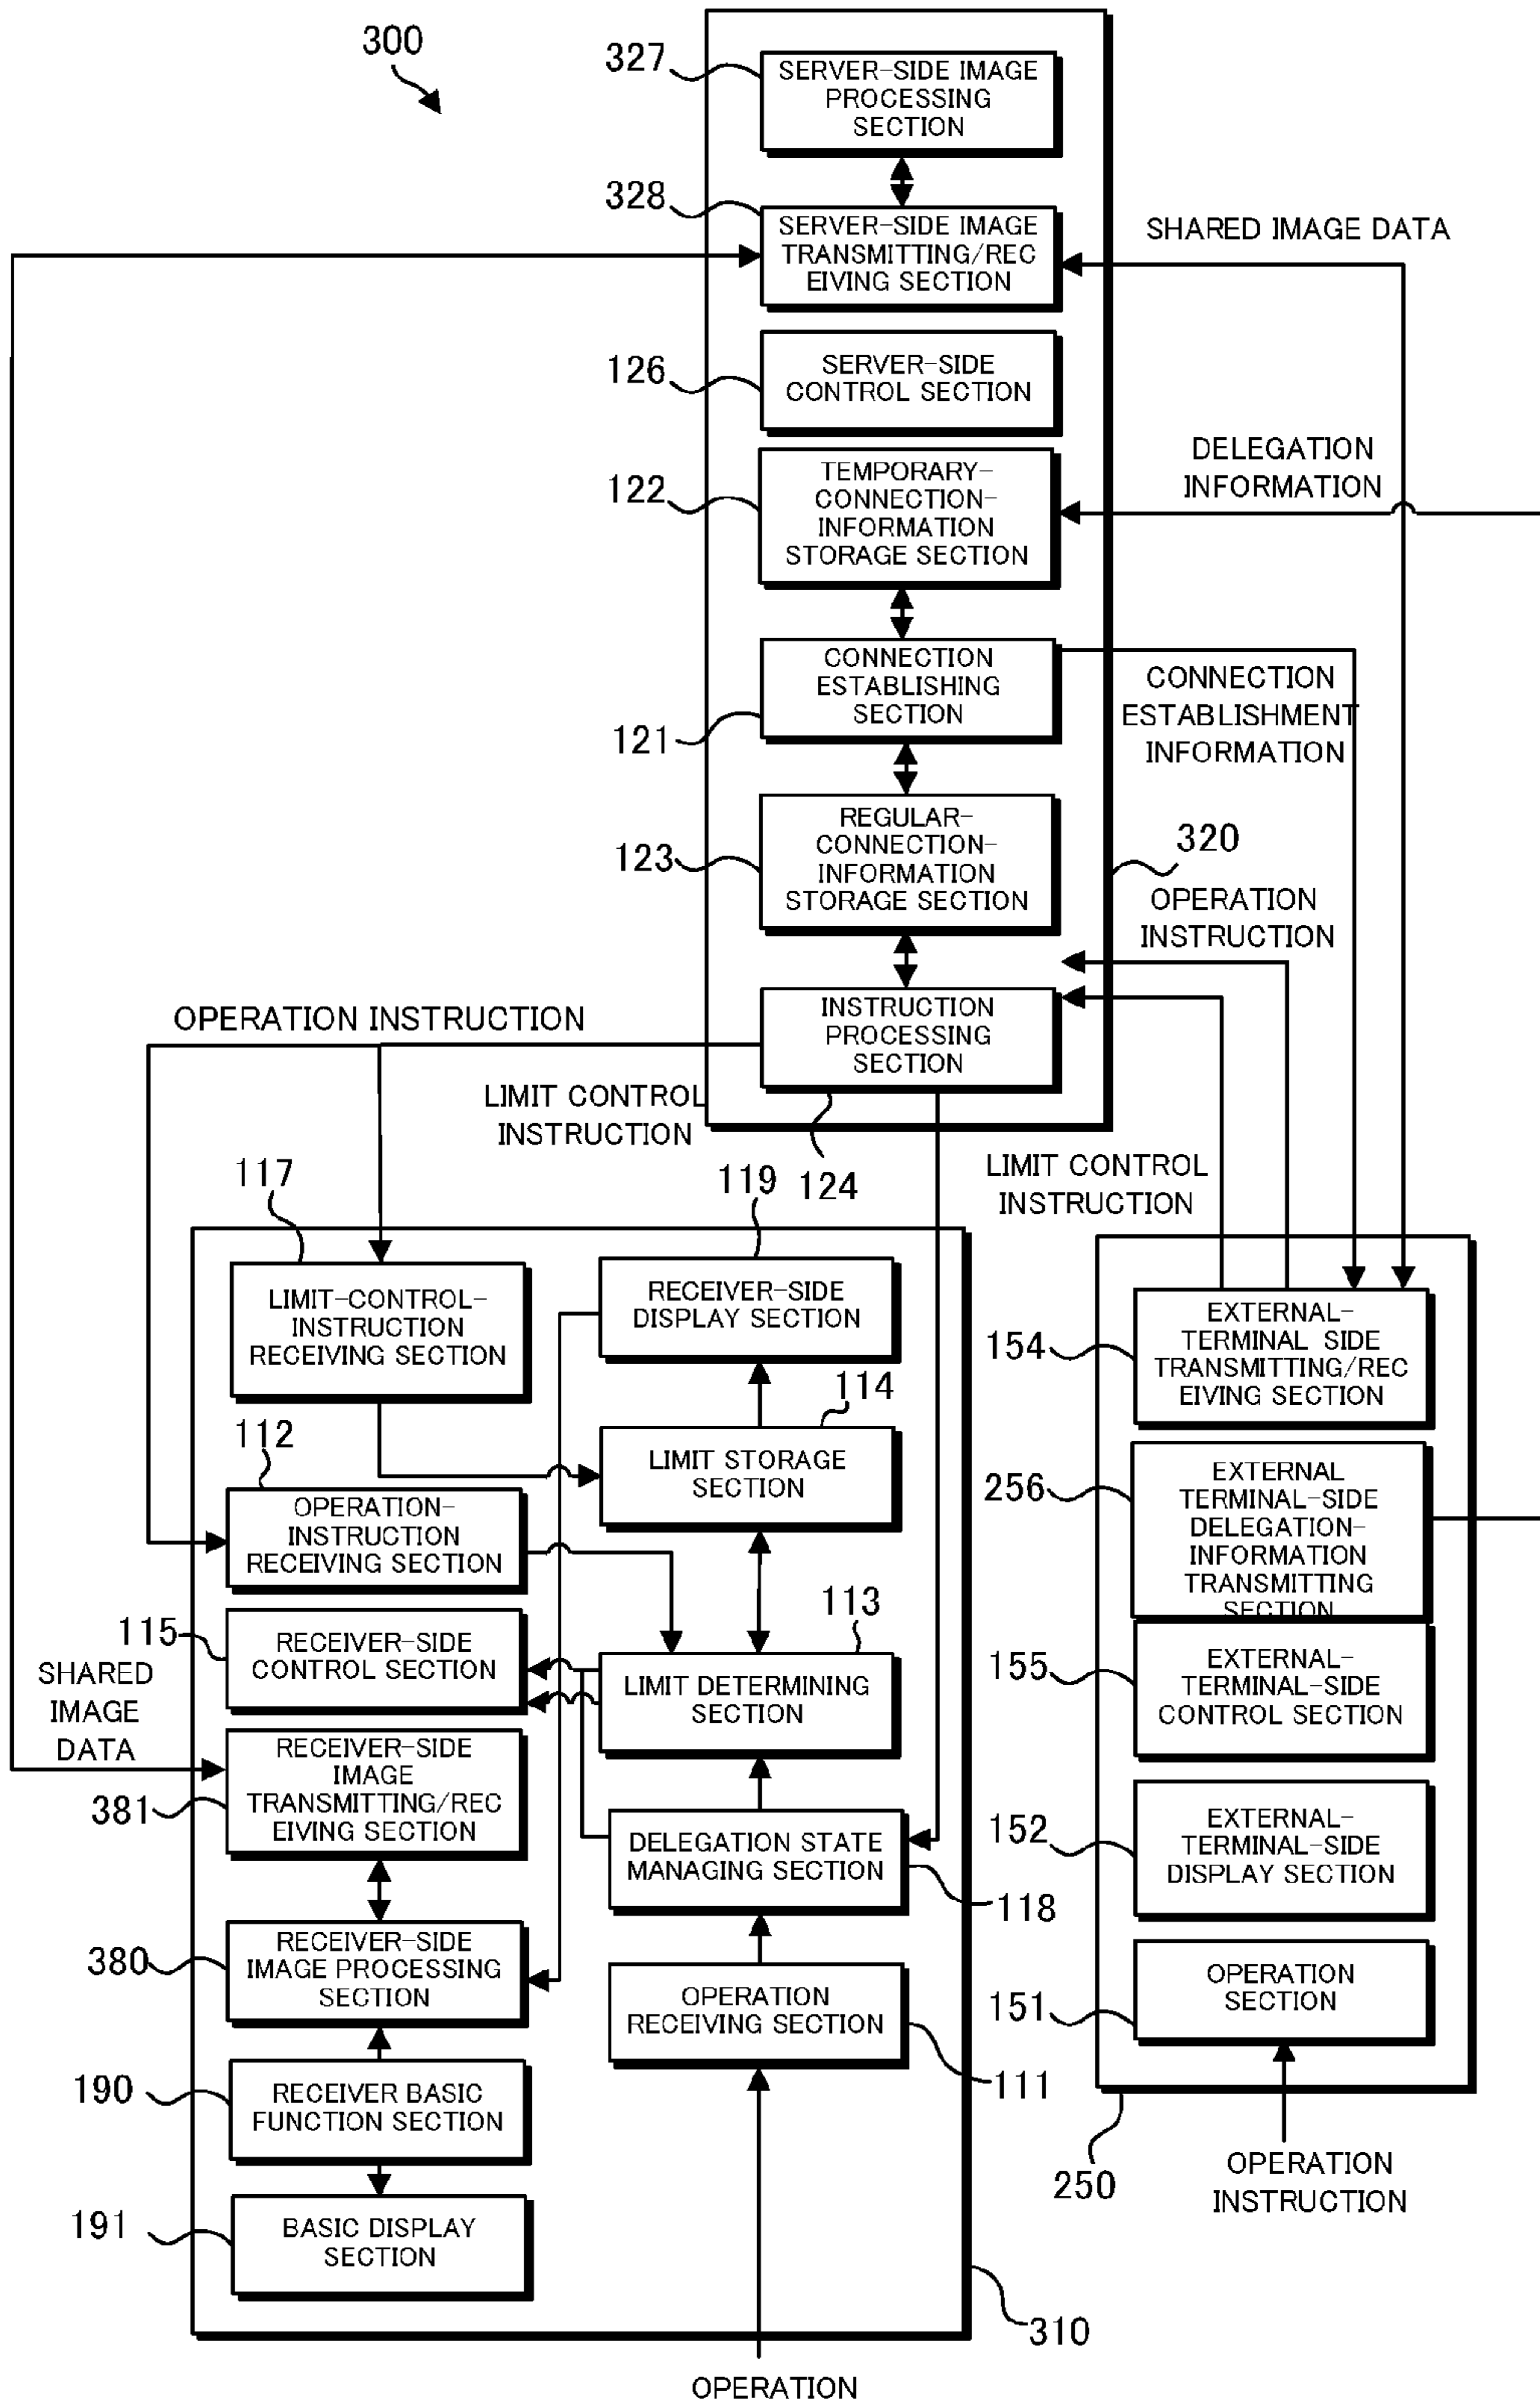 300
327
SERVER-SIDE IMAGE
PROCESSING
SECTION
328
SERVER-SIDE IMAGE
TRANSMITTING/REC
EIVING SECTION
SHARED IMAGE DATA
126
SERVER-SIDE
CONTROL SECTION
122
TEMPORARY-
CONNECTION-
INFORMATION
STORAGE SECTION
DELEGATION
INFORMATION
121
CONNECTION
ESTABLISHING
SECTION
CONNECTION
ESTABLISHMENT
INFORMATION
123
REGULAR-
CONNECTION-
INFORMATION
STORAGE SECTION
320
OPERATION
INSTRUCTION
INSTRUCTION
PROCESSING
SECTION
124
OPERATION INSTRUCTION
LIMIT CONTROL
INSTRUCTION
LIMIT CONTROL
INSTRUCTION
117
LIMIT-CONTROL-
INSTRUCTION
RECEIVING SECTION
119
RECEIVER-SIDE
DISPLAY SECTION
114
LIMIT STORAGE
SECTION
112
OPERATION-
INSTRUCTION
RECEIVING SECTION
115
RECEIVER-SIDE
CONTROL SECTION
113
LIMIT DETERMINING
SECTION
SHARED
IMAGE
DATA
381
RECEIVER-SIDE
IMAGE
TRANSMITTING/REC
EIVING SECTION
DELEGATION STATE
MANAGING SECTION
118
380
RECEIVER-SIDE
IMAGE PROCESSING
SECTION
OPERATION
RECEIVING SECTION
111
190
RECEIVER BASIC
FUNCTION SECTION
191
BASIC DISPLAY
SECTION
310
OPERATION
154
EXTERNAL-
TERMINAL SIDE
TRANSMITTING/REC
EIVING SECTION
256
EXTERNAL
TERMINAL-SIDE
DELEGATION-
INFORMATION
TRANSMITTING
SECTION
155
EXTERNAL-
TERMINAL-SIDE
CONTROL SECTION
152
EXTERNAL-
TERMINAL-SIDE
DISPLAY SECTION
151
OPERATION
SECTION
250
OPERATION
INSTRUCTION